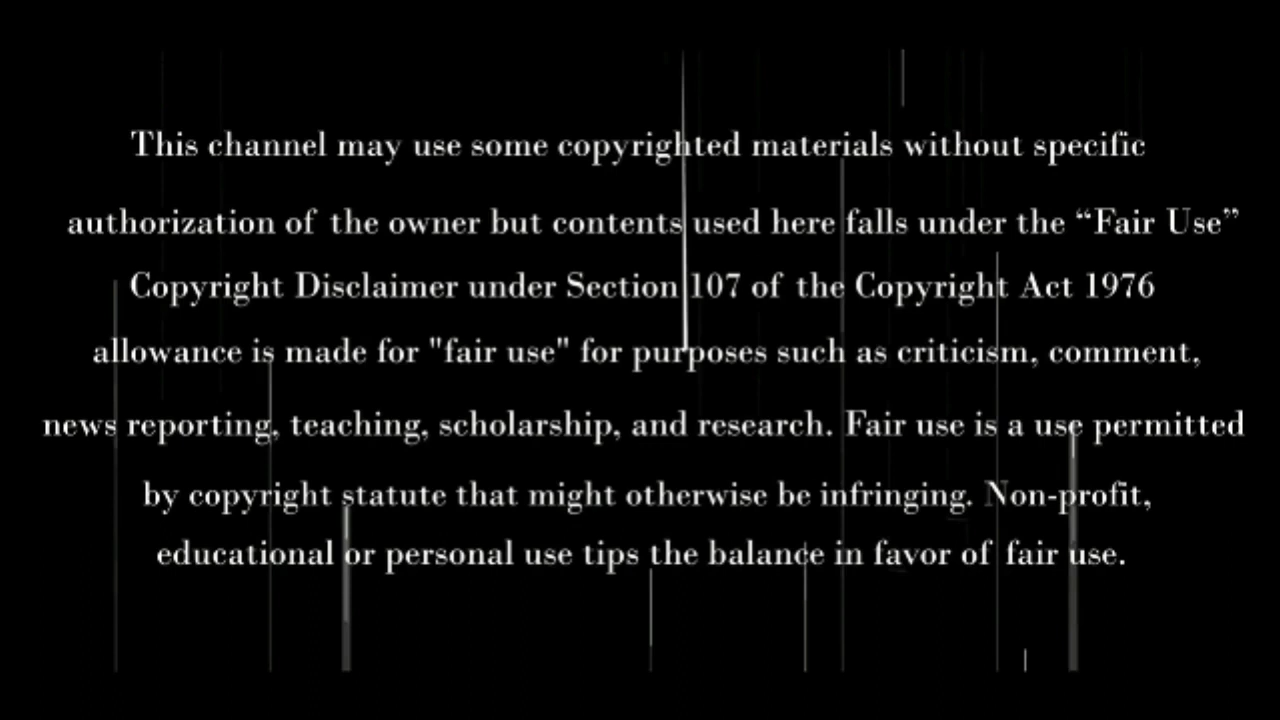 This channel may use some copyrighted materials without specific
authorization of the owner but contents used here falls under the “Fair Use”
Copyright Disclaimer under Section 107 of the Copyright Act 1976
allowance is made for "fair use" for purposes such as criticism, comment,
news reporting, teaching, scholarship, and research. Fair use is a use permitted
by copyright statute that might otherwise be infringing. Non-profit,
educational or personal use tips the balance in favor of fair use.